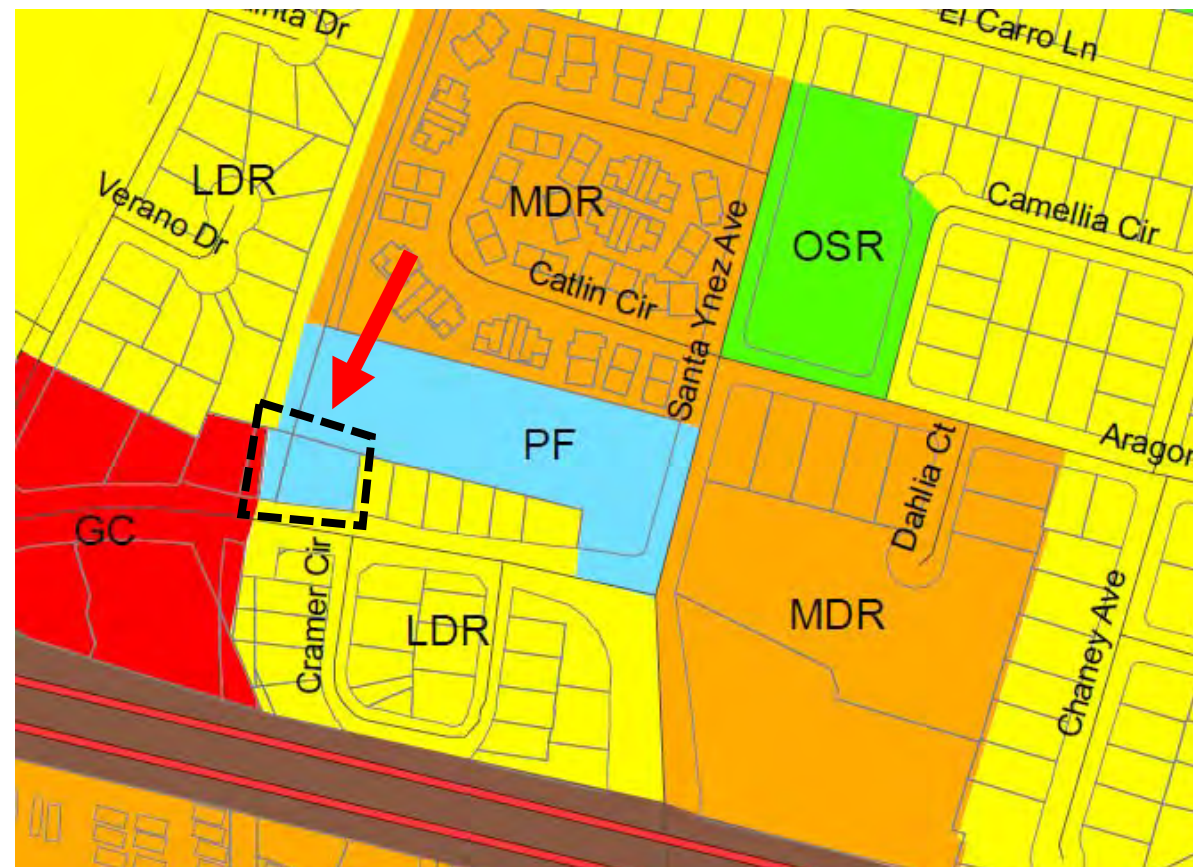 El Carro Ln
LDR
Verano Dr
MDR
Camellia Cir
OSR
Catlin Cir
Santa Ynez Ave
PF
Aragon
Dahlia Ct
GC
Cramer Cir
LDR
MDR
Chaney Ave